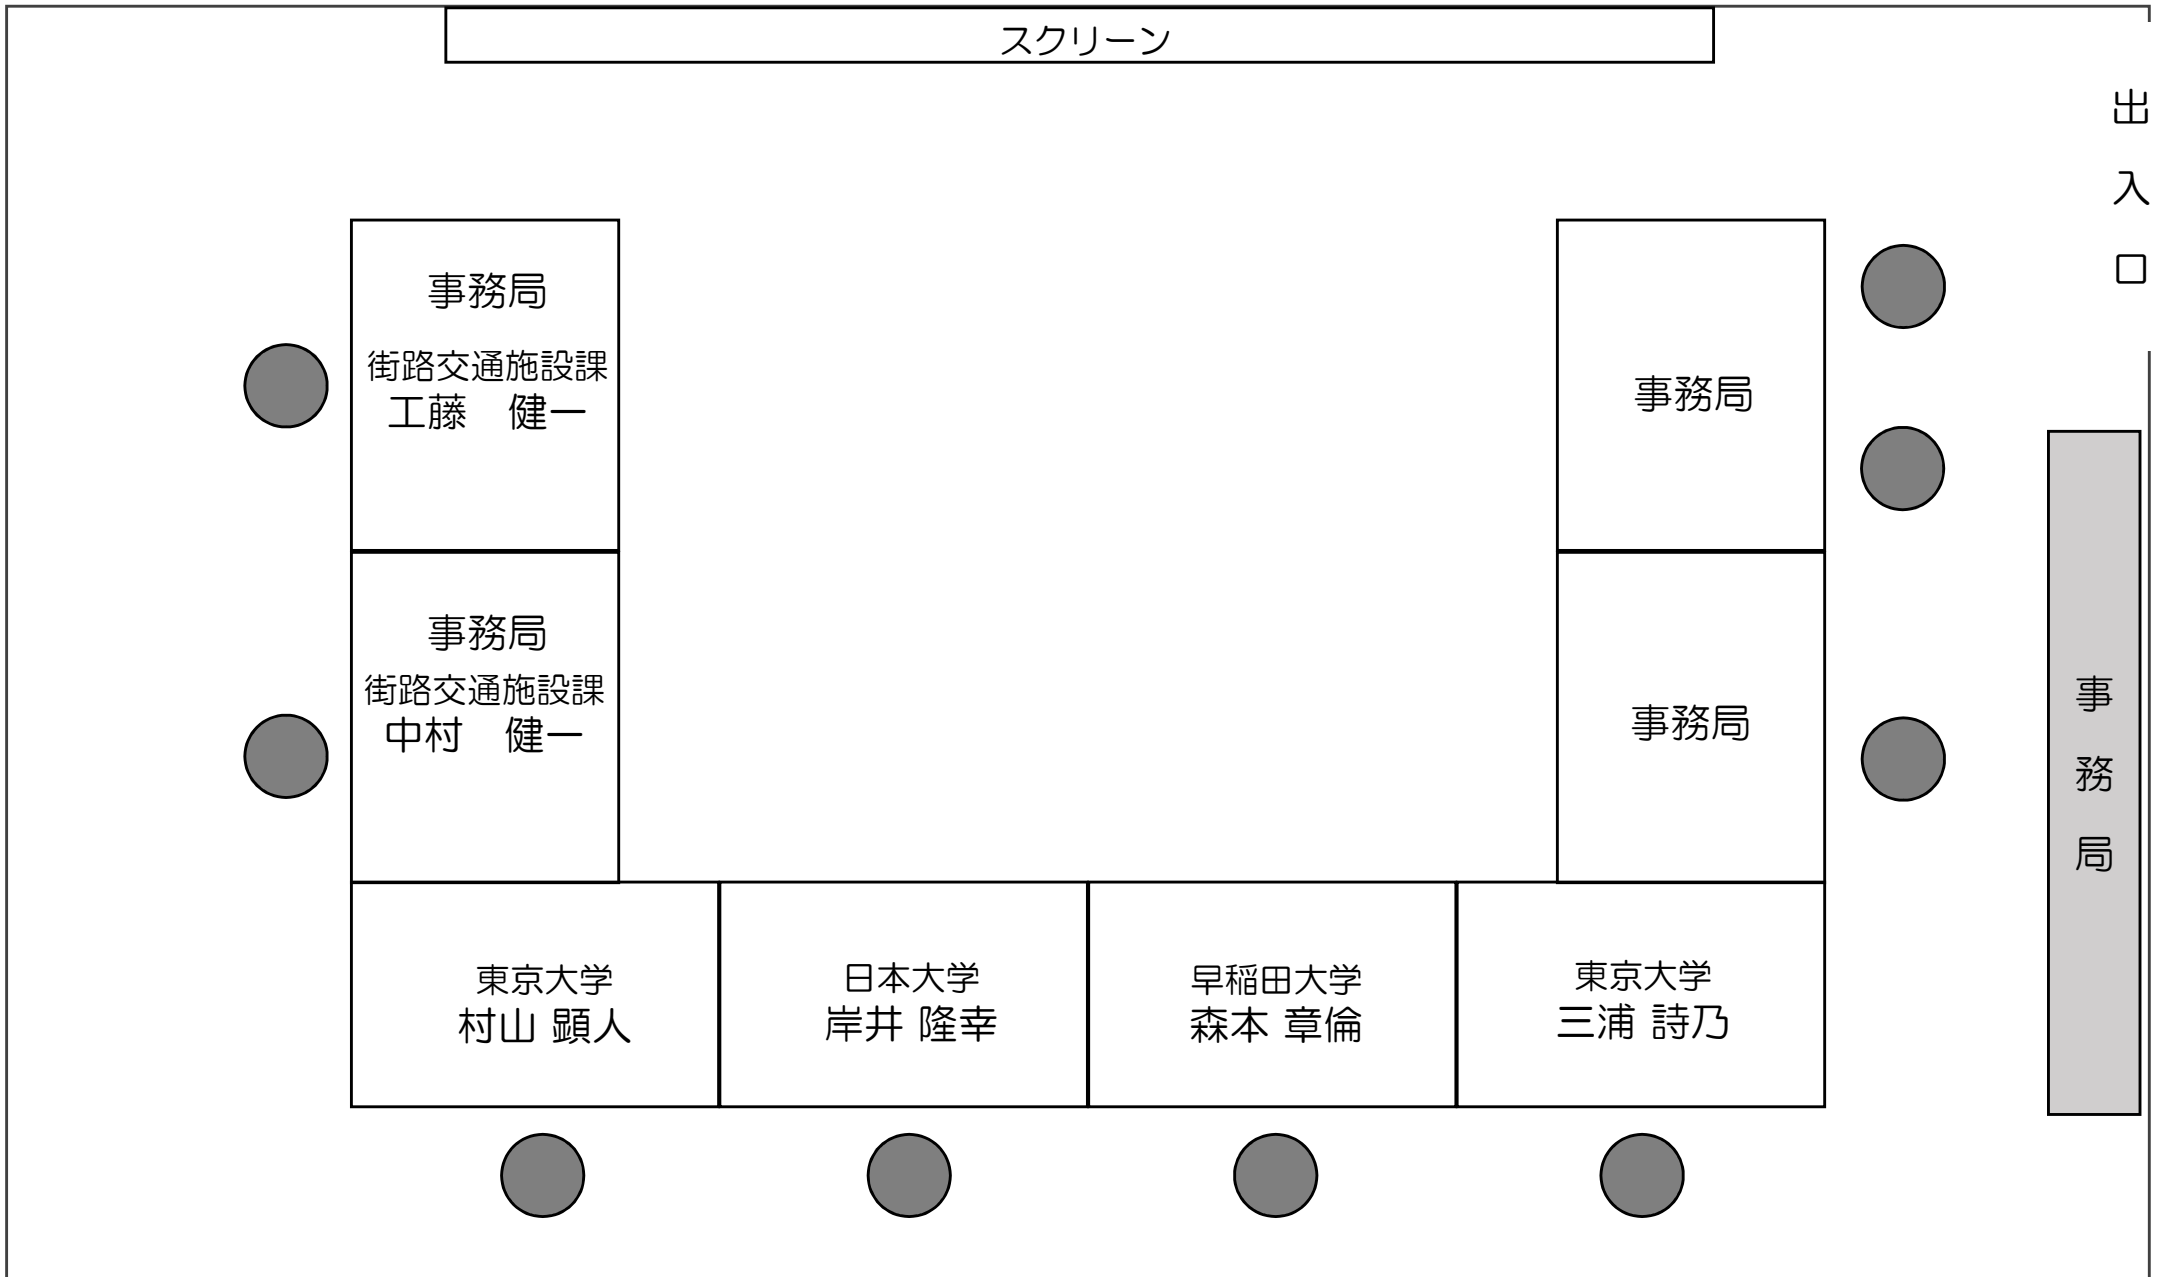 スクリーン
出入口
事務局
街路交通施設課
工藤　健一
事務局
事務局
街路交通施設課
中村　健一
事務局
事務局
東京大学
村山 顕人
日本大学
岸井 隆幸
早稲田大学
森本 章倫
東京大学
三浦 詩乃